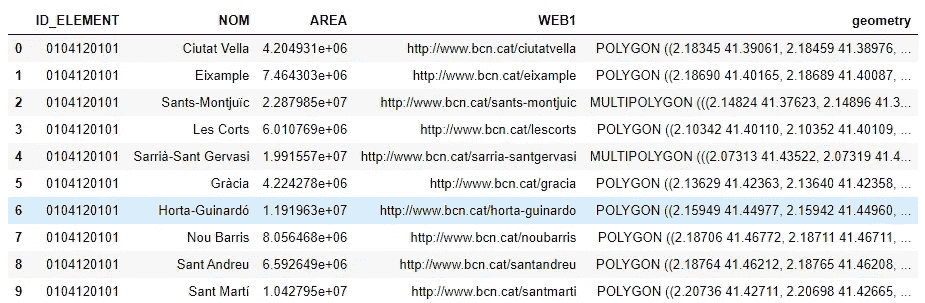 ID_ELEMENT NOM AREA WEB1 geometry
0 0104120101 Ciutat Vella 4.204931e+06 http://www.bcn.cat/ciutatvella POLYGON ((2.18345 41.39061, 2.18459 41.38976, ...
1 0104120101 Eixample 7.464303e+06 http://www.bcn.cat/eixample POLYGON ((2.18690 41.40165, 2.18689 41.40087, ...
2 0104120101 Sants-Montjuïc 2.287985e+07 http://www.bcn.cat/sants-montjuic MULTIPOLYGON (((2.14824 41.37623, 2.14896 41.3...
3 0104120101 Les Corts 6.010769e+06 http://www.bcn.cat/lescorts POLYGON ((2.10342 41.40110, 2.10352 41.40109, ...
4 0104120101 Sarrià-Sant Gervasi 1.991557e+07 http://www.bcn.cat/sarria-santgervasi MULTIPOLYGON (((2.07313 41.43522, 2.07319 41.4...
5 0104120101 Gràcia 4.224278e+06 http://www.bcn.cat/gracia POLYGON ((2.13629 41.42363, 2.13640 41.42358, ...
6 0104120101 Horta-Guinardó 1.191963e+07 http://www.bcn.cat/horta-guinardo POLYGON ((2.15949 41.44977, 2.15942 41.44960, ...
7 0104120101 Nou Barris 8.056468e+06 http://www.bcn.cat/noubarris POLYGON ((2.18706 41.46772, 2.18711 41.46711, ...
8 0104120101 Sant Andreu 6.592649e+06 http://www.bcn.cat/santandreu POLYGON ((2.18764 41.46212, 2.18765 41.46208, ...
9 0104120101 Sant Martí 1.042795e+07 http://www.bcn.cat/santmarti POLYGON ((2.20736 41.42711, 2.20698 41.42665, ...